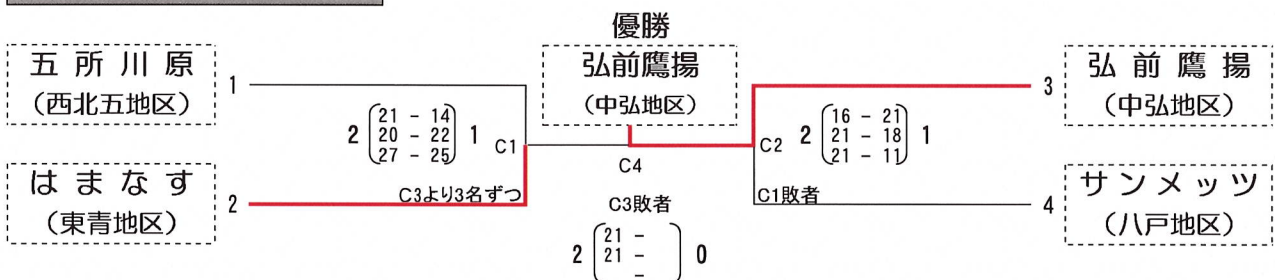 優勝
五所川原
(西北五地区)
1
弘前鷹揚
(中弘地区)
3
弘前鷹揚
(中弘地区)
2
21 - 14
20 - 22
27 - 25
1
C1
C2
2
16 - 21
21 - 18
21 - 11
1
C4
はまなす
(東青地区)
2
C3より3名ずつ
C3敗者
C1敗者
4
サンメッツ
(八戸地区)
2
21 -
21 -
-
0